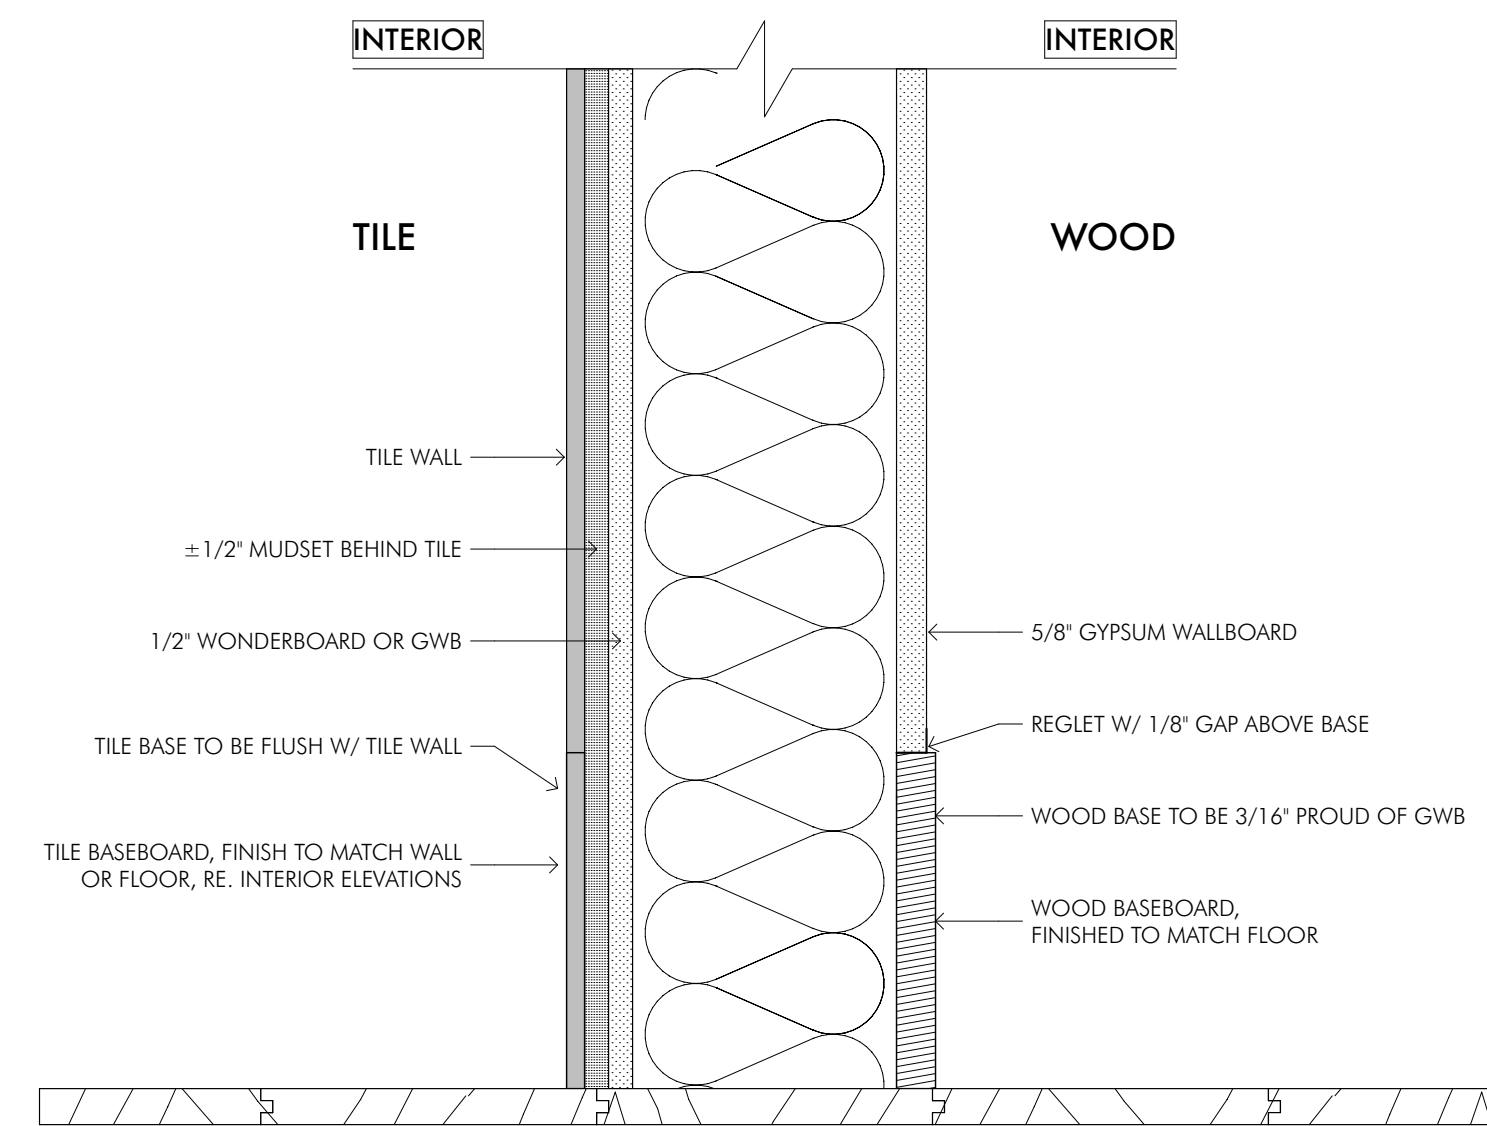 INTERIOR
INTERIOR
TILE
WOOD
TILE WALL
±1/2" MUDSET BEHIND TILE
1/2" WONDERBOARD OR GWB
TILE BASE TO BE FLUSH W/ TILE WALL
TILE BASEBOARD, FINISH TO MATCH WALL
OR FLOOR, RE. INTERIOR ELEVATIONS
5/8" GYPSUM WALLBOARD
REGLET W/ 1/8" GAP ABOVE BASE
WOOD BASE TO BE 3/16" PROUD OF GWB
WOOD BASEBOARD,
FINISHED TO MATCH FLOOR